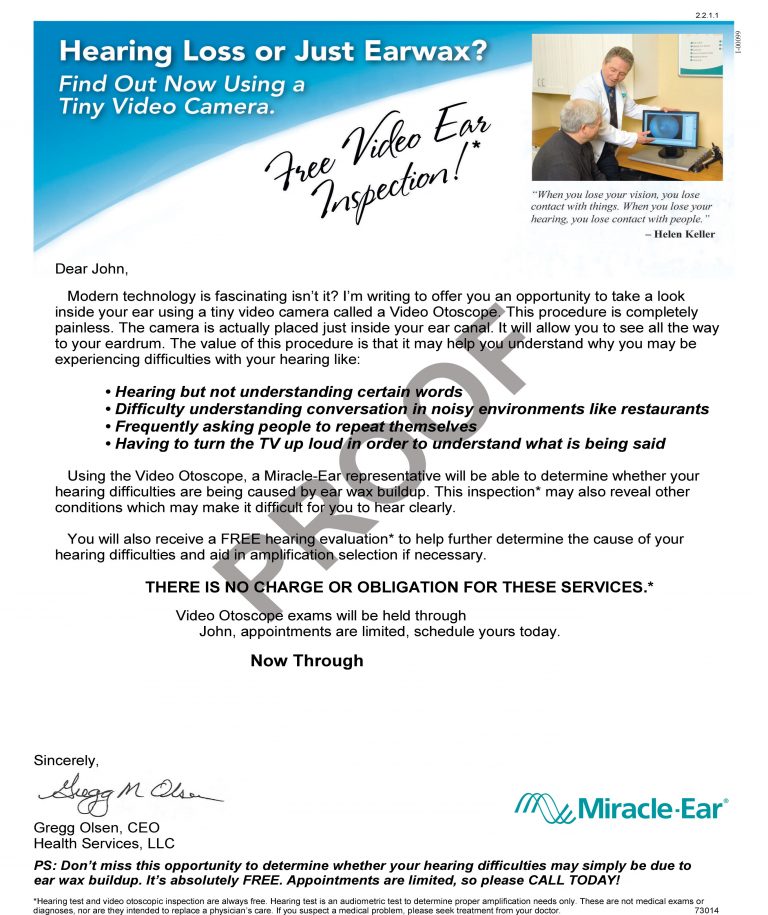 2.2.1.1
1-00099
Hearing Loss or Just Earwax?
Find Out Now Using a
Tiny Video Camera.
Free Video Ear
Inspection!*
“When you lose your vision, you lose
contact with things. When you lose your
hearing, you lose contact with people.”
– Helen Keller
Dear John,
Modern technology is fascinating isn’t it? I’m writing to offer you an opportunity to take a look
inside your ear using a tiny video camera called a Video Otoscope. This procedure is completely
painless. The camera is actually placed just inside your ear canal. It will allow you to see all the way
to your eardrum. The value of this procedure is that it may help you understand why you may be
experiencing difficulties with your hearing like:
• Hearing but not understanding certain words
• Difficulty understanding conversation in noisy environments like restaurants
• Frequently asking people to repeat themselves
• Having to turn the TV up loud in order to understand what is being said
Using the Video Otoscope, a Miracle-Ear representative will be able to determine whether your
hearing difficulties are being caused by ear wax buildup. This inspection* may also reveal other
conditions which may make it difficult for you to hear clearly.
You will also receive a FREE hearing evaluation* to help further determine the cause of your
hearing difficulties and aid in amplification selection if necessary.
THERE IS NO CHARGE OR OBLIGATION FOR THESE SERVICES.*
Video Otoscope exams will be held through
John, appointments are limited, schedule yours today.
Now Through
PROOF
Sincerely,
Gregg M Olsen
Miracle-Ear®
Gregg Olsen, CEO
Health Services, LLC
PS: Don’t miss this opportunity to determine whether your hearing difficulties may simply be due to
ear wax buildup. It’s absolutely FREE. Appointments are limited, so please CALL TODAY!
*Hearing test and video otoscopic inspection are always free. Hearing test is an audiometric test to determine proper amplification needs only. These are not medical exams or
diagnoses, nor are they intended to replace a physician’s care. If you suspect a medical problem, please seek treatment from your doctor.
73014